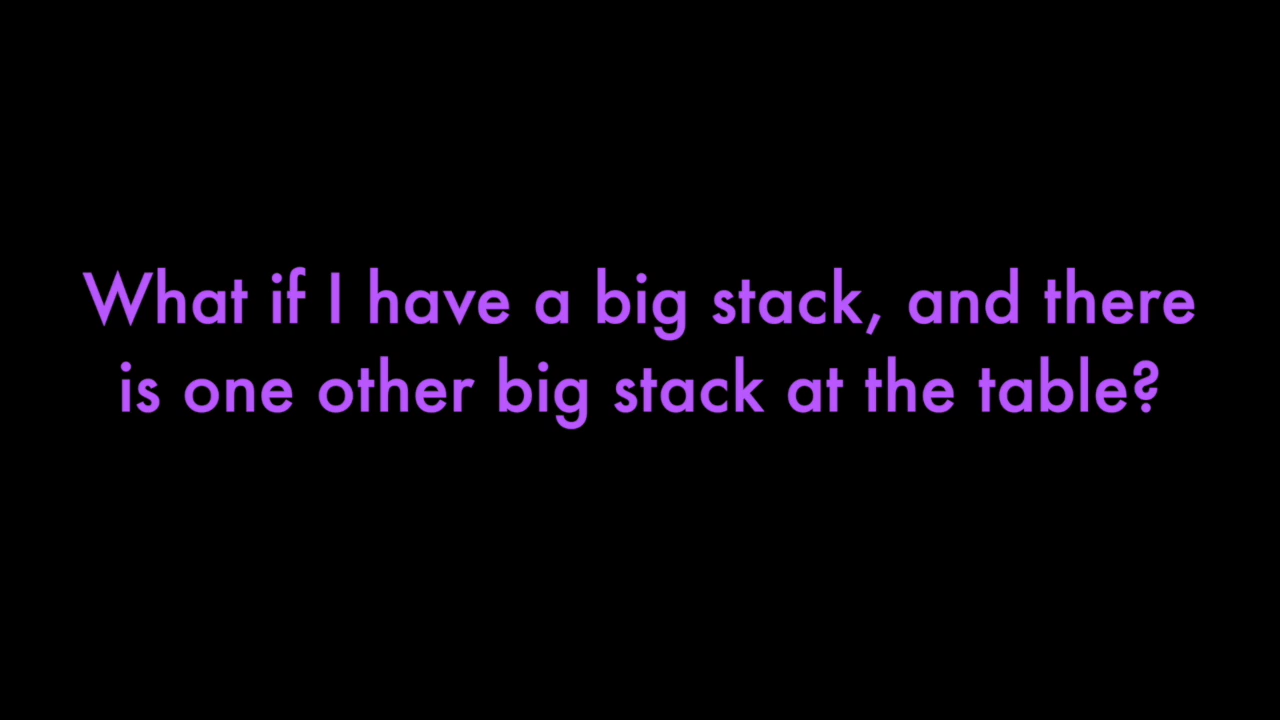 What if I have a big stack, and there
is one other big stack at the table?